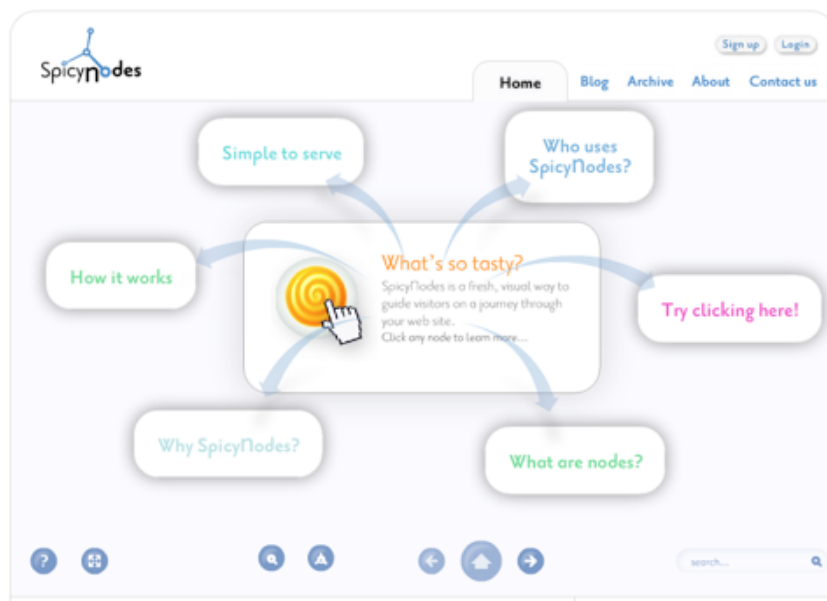 Sign up Login
Spicynodes
Home Blog Archive About Contact us
Simple to serve
Who uses
SpicyNodes?
How it works
What's so tasty?
SpicyNodes is a fresh, visual way to
guide visitors on a journey through
your web site.
Click any node to learn more...
Try clicking here!
Why SpicyNodes?
What are nodes?
?
search...